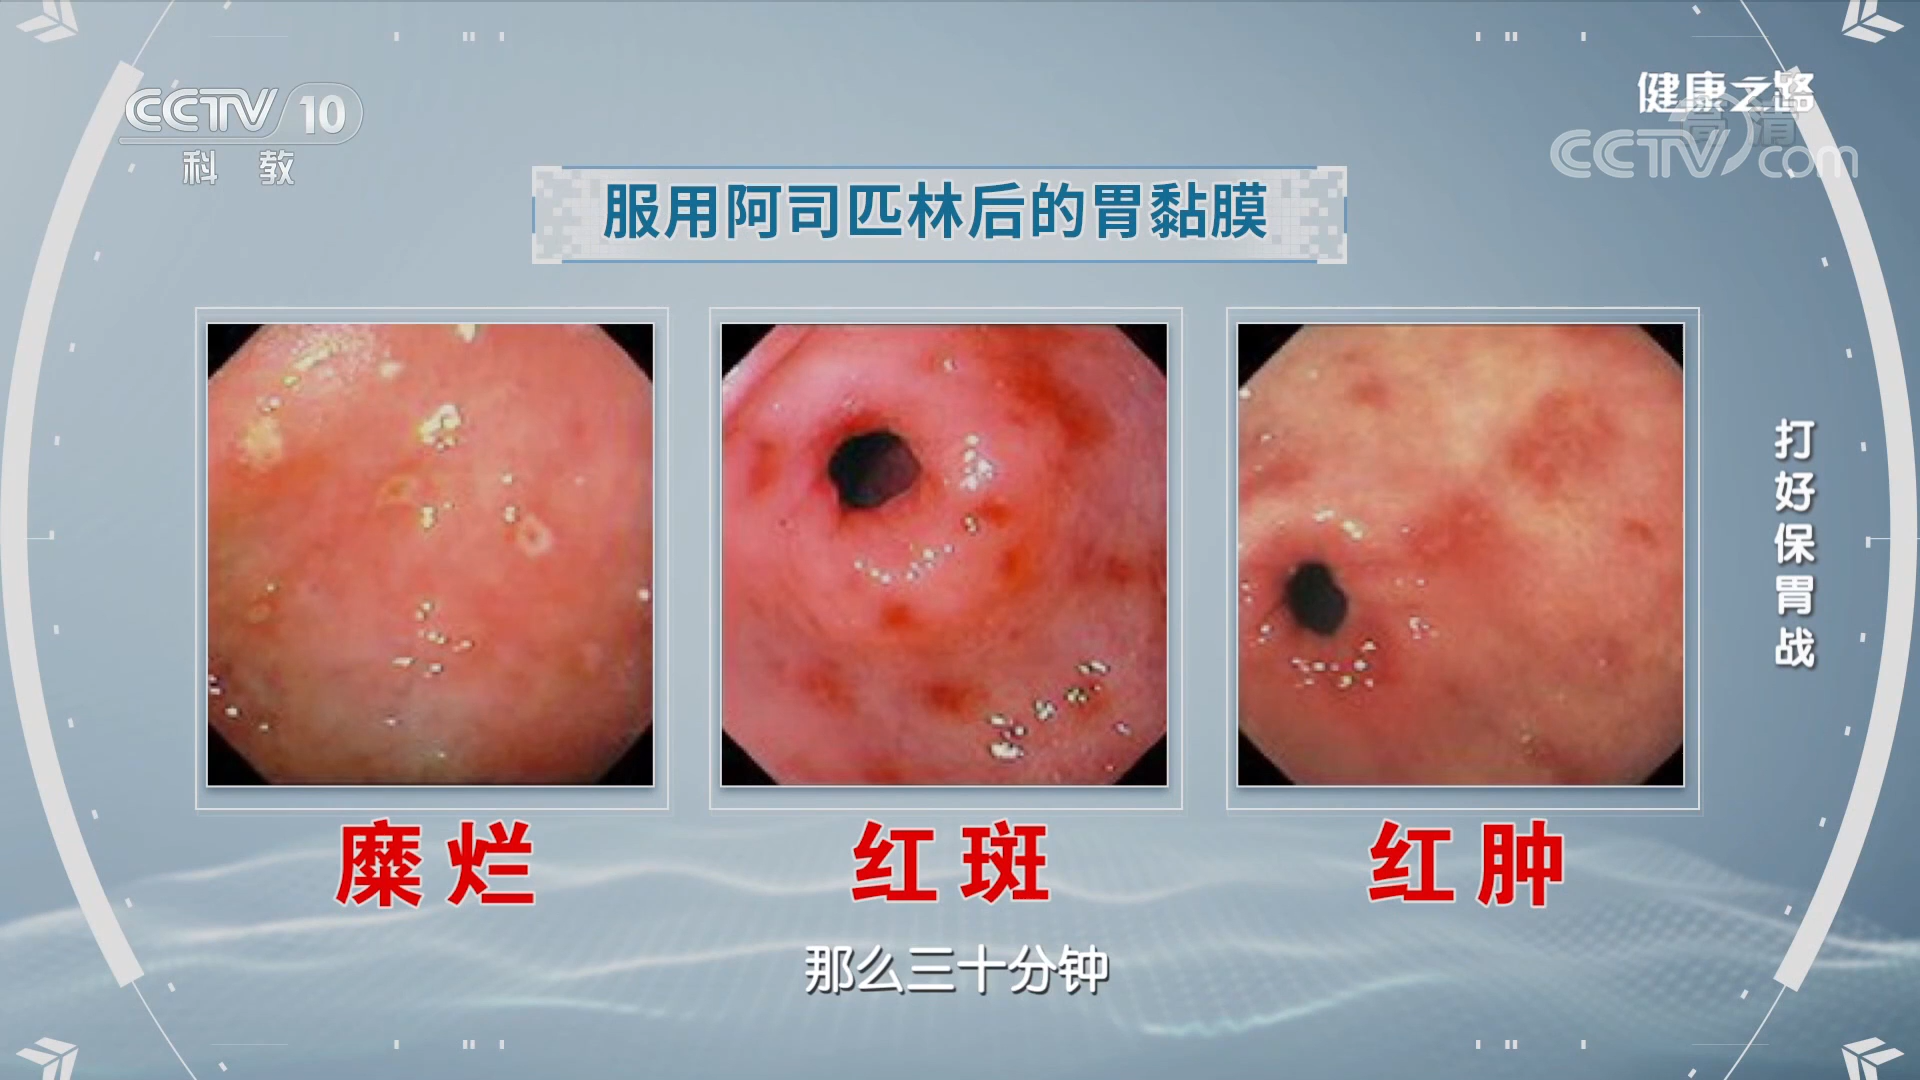 CCTV 10
科 教
健康之路
高清
CCTV.com
服用阿司匹林后的胃黏膜
打好保胃战
糜烂
红斑
红肿
那么三十分钟